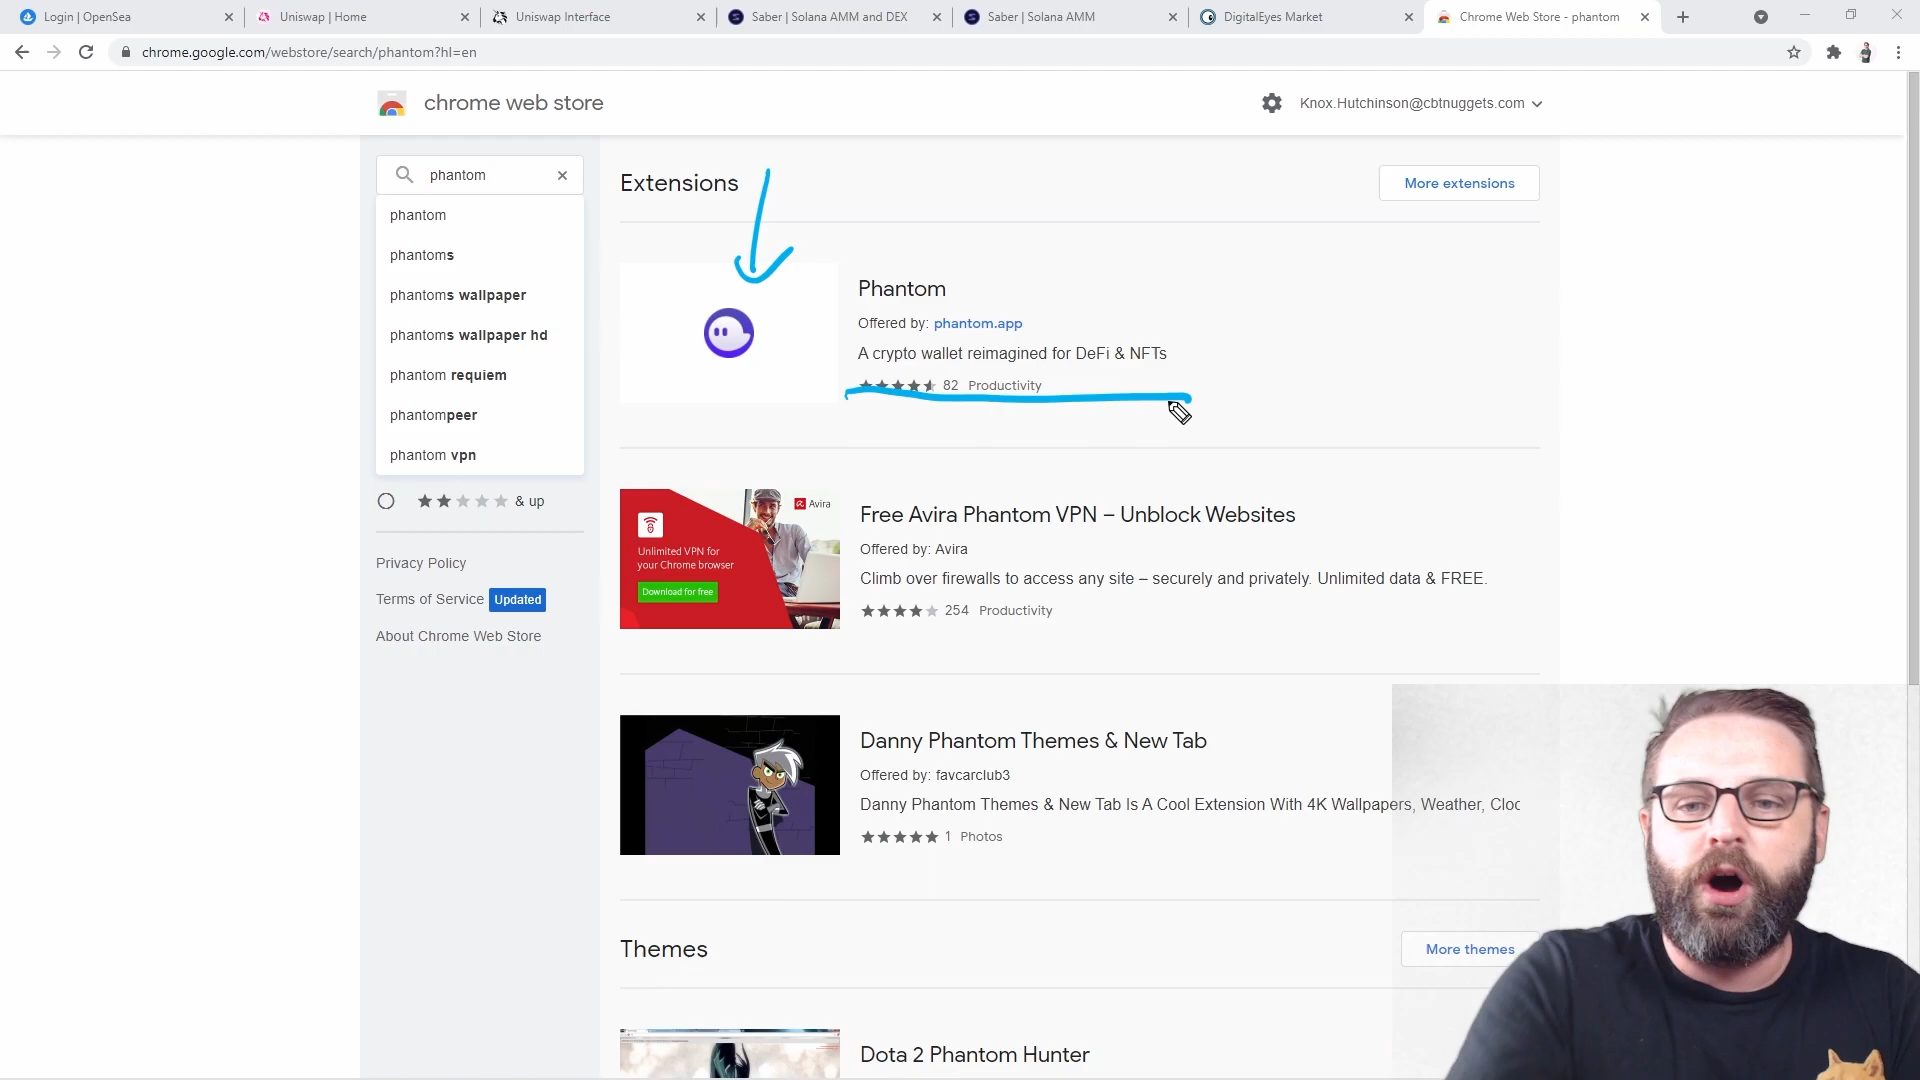 Login | OpenSea
Uniswap | Home
Uniswap Interface
Saber | Solana AMM and DEX
Saber | Solana AMM
DigitalEyes Market
Chrome Web Store - phantom
chrome.google.com/webstore/search/phantom?hl=en
chrome web store
Knox.Hutchinson@cbtnuggets.com
phantom
phantom
phantoms
phantoms wallpaper
phantoms wallpaper hd
phantom requiem
phantompeer
phantom vpn
& up
Privacy Policy
Terms of Service Updated
About Chrome Web Store
Extensions
More extensions
Phantom
Offered by: phantom.app
A crypto wallet reimagined for DeFi & NFTs
82 Productivity
Avira
Unlimited VPN for
your Chrome browser
Download for free
Free Avira Phantom VPN – Unblock Websites
Offered by: Avira
Climb over firewalls to access any site – securely and privately. Unlimited data & FREE.
254 Productivity
Danny Phantom Themes & New Tab
Offered by: favcarclub3
Danny Phantom Themes & New Tab Is A Cool Extension With 4K Wallpapers, Weather, Cloc
1 Photos
Themes
More themes
Dota 2 Phantom Hunter